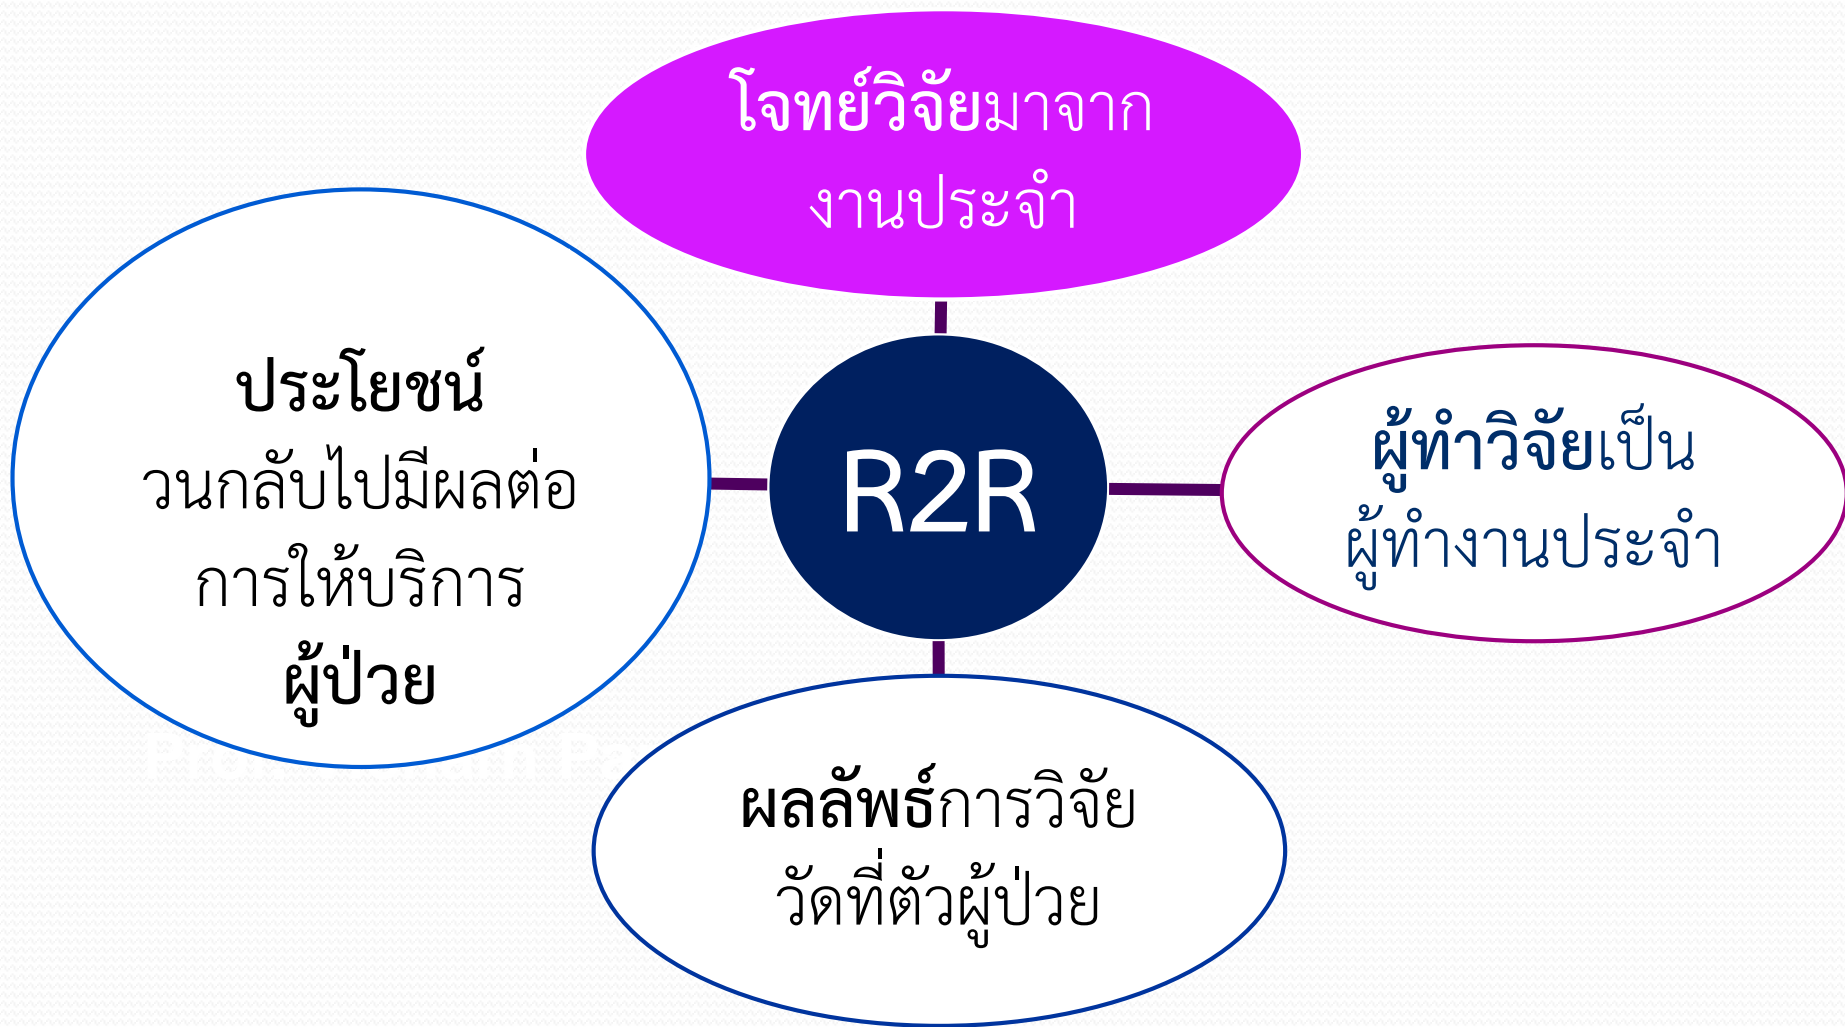 โจทย์วิจัยมาจาก
งานประจำ
ประโยชน์
วนกลับไปมีผลต่อ
การให้บริการ
ผู้ป่วย
R2R
ผู้ทำวิจัยเป็น
ผู้ทำงานประจำ
ผลลัพธ์การวิจัย
วัดที่ตัวผู้ป่วย